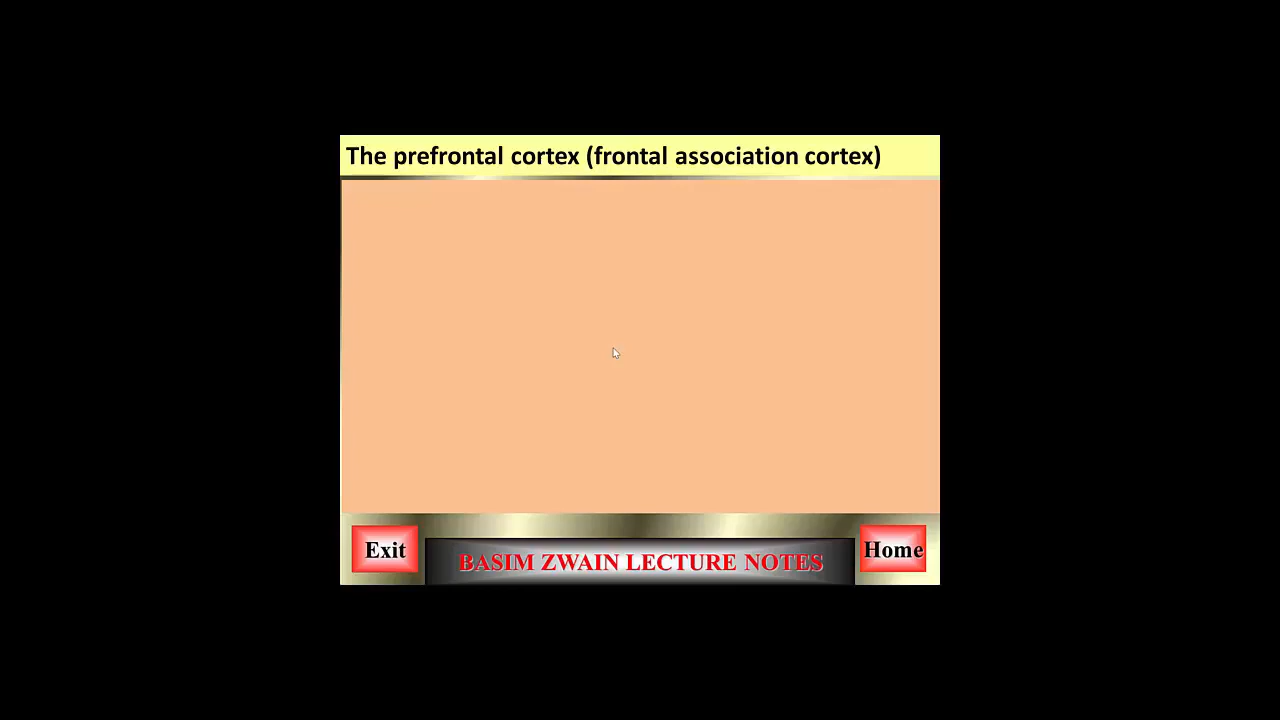 The prefrontal cortex (frontal association cortex)
Exit
BASIM ZWAIN LECTURE NOTES
Home